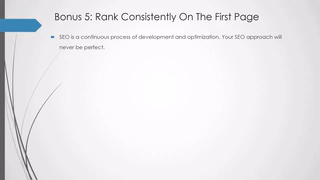 Bonus 5: Rank Consistently On The First Page
SEO is a continuous process of development and optimization. Your SEO approach will
never be perfect.